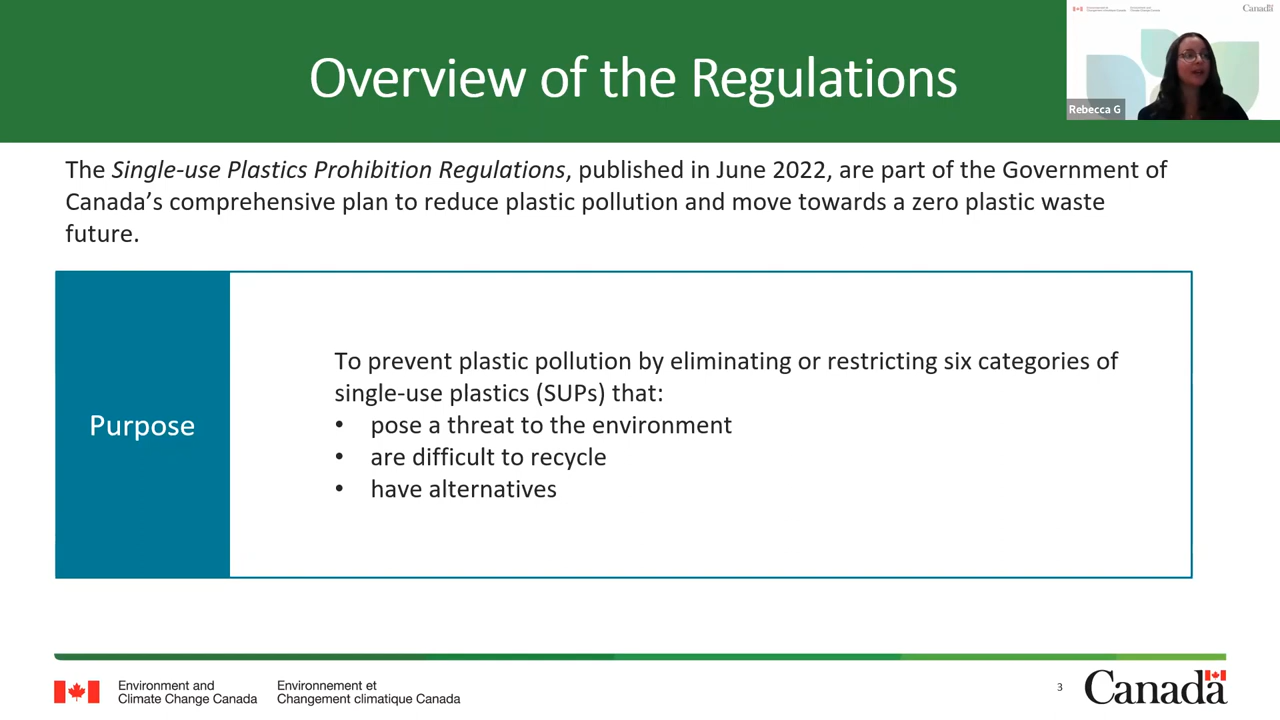 Overview of the Regulations
Canada
Rebecca G
The Single-use Plastics Prohibition Regulations, published in June 2022, are part of the Government of
Canada’s comprehensive plan to reduce plastic pollution and move towards a zero plastic waste
future.
Purpose
To prevent plastic pollution by eliminating or restricting six categories of
single-use plastics (SUPs) that:
• pose a threat to the environment
• are difficult to recycle
• have alternatives
Environment and
Climate Change Canada
Environnement et
Changement climatique Canada
3
Canada